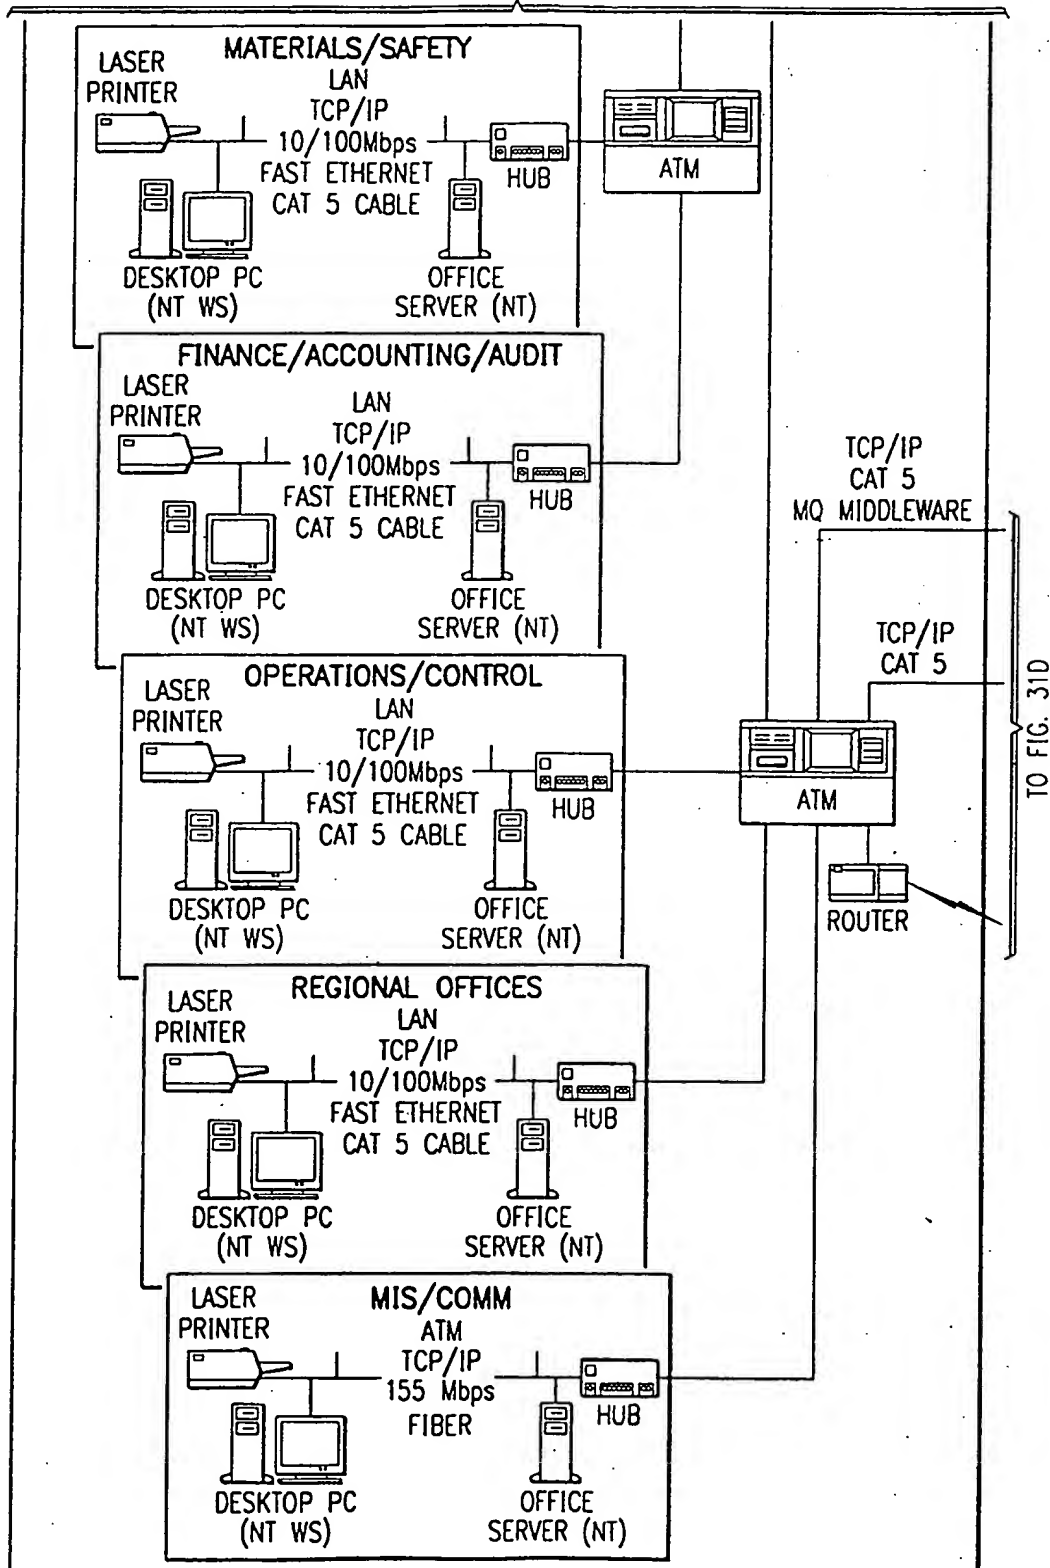 MATERIALS/SAFETY
LASER
PRINTER
LAN
TCP/IP
10/100Mbps
FAST ETHERNET
CAT 5 CABLE
HUB
DESKTOP PC
(NT WS)
OFFICE
SERVER (NT)
ATM
FINANCE/ACCOUNTING/AUDIT
LASER
PRINTER
LAN
TCP/IP
10/100Mbps
FAST ETHERNET
CAT 5 CABLE
HUB
DESKTOP PC
(NT WS)
OFFICE
SERVER (NT)
TCP/IP
CAT 5
MQ MIDDLEWARE
TCP/IP
CAT 5
TO FIG. 31D
OPERATIONS/CONTROL
LASER
PRINTER
LAN
TCP/IP
10/100Mbps
FAST ETHERNET
CAT 5 CABLE
HUB
DESKTOP PC
(NT WS)
OFFICE
SERVER (NT)
ATM
ROUTER
REGIONAL OFFICES
LASER
PRINTER
LAN
TCP/IP
10/100Mbps
FAST ETHERNET
CAT 5 CABLE
HUB
DESKTOP PC
(NT WS)
OFFICE
SERVER (NT)
MIS/COMM
LASER
PRINTER
ATM
TCP/IP
155 Mbps
FIBER
HUB
DESKTOP PC
(NT WS)
OFFICE
SERVER (NT)